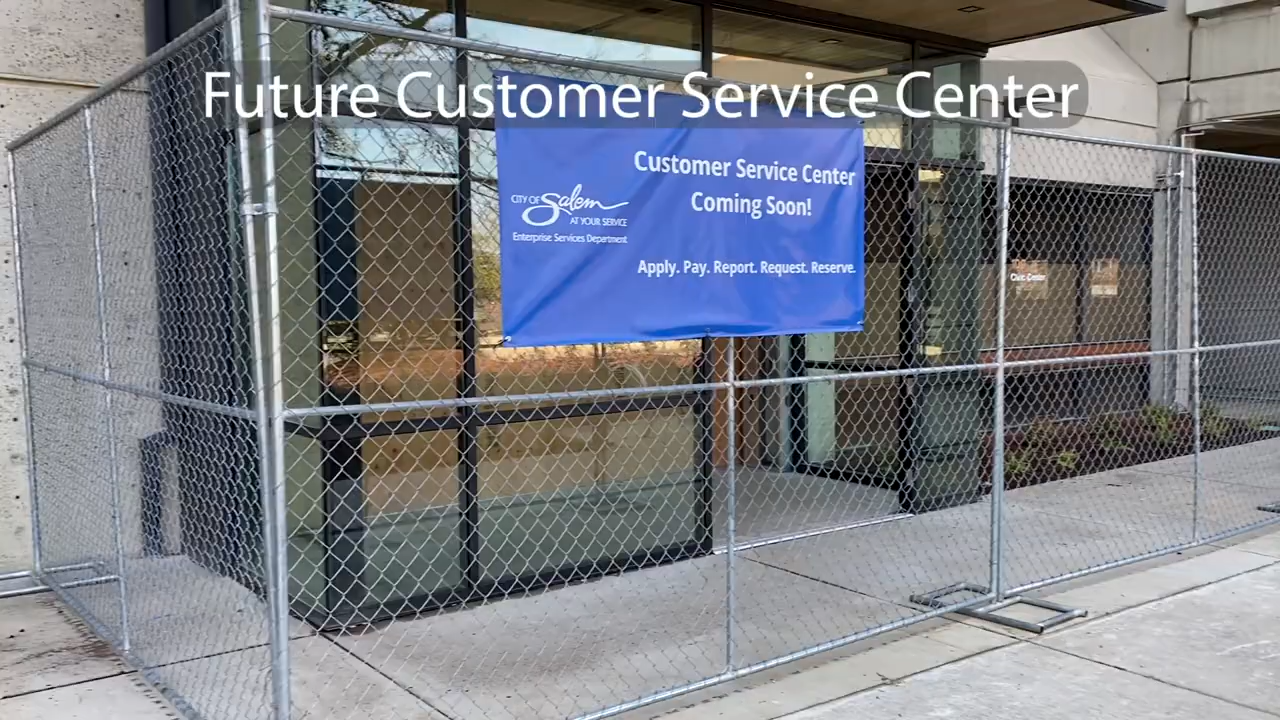 Future Customer Service Center
Customer Service Center
Coming Soon!
CITY OF Salem
AT YOUR SERVICE
Enterprise Services Department
Apply. Pay. Report. Request. Reserve.
Civic Center